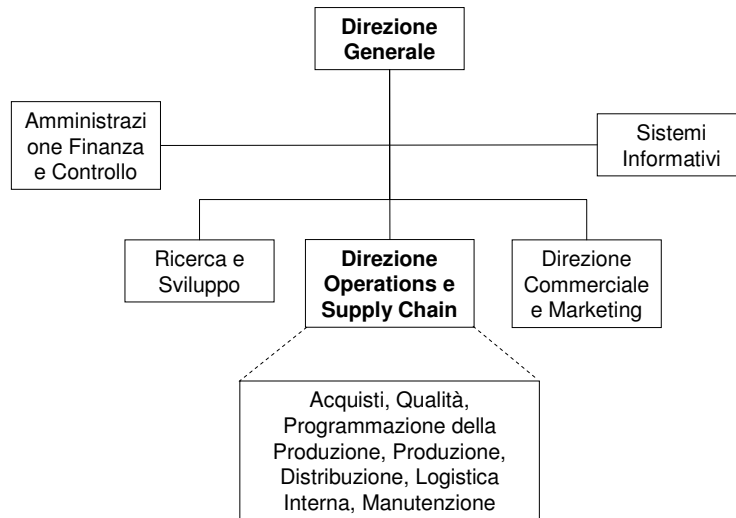 Direzione
Generale
Amministrazi
one Finanza
e Controllo
Sistemi
Informativi
Ricerca e
Sviluppo
Direzione
Operations e
Supply Chain
Direzione
Commerciale
e Marketing
Acquisti, Qualità,
Programmazione della
Produzione, Produzione,
Distribuzione, Logistica
Interna, Manutenzione